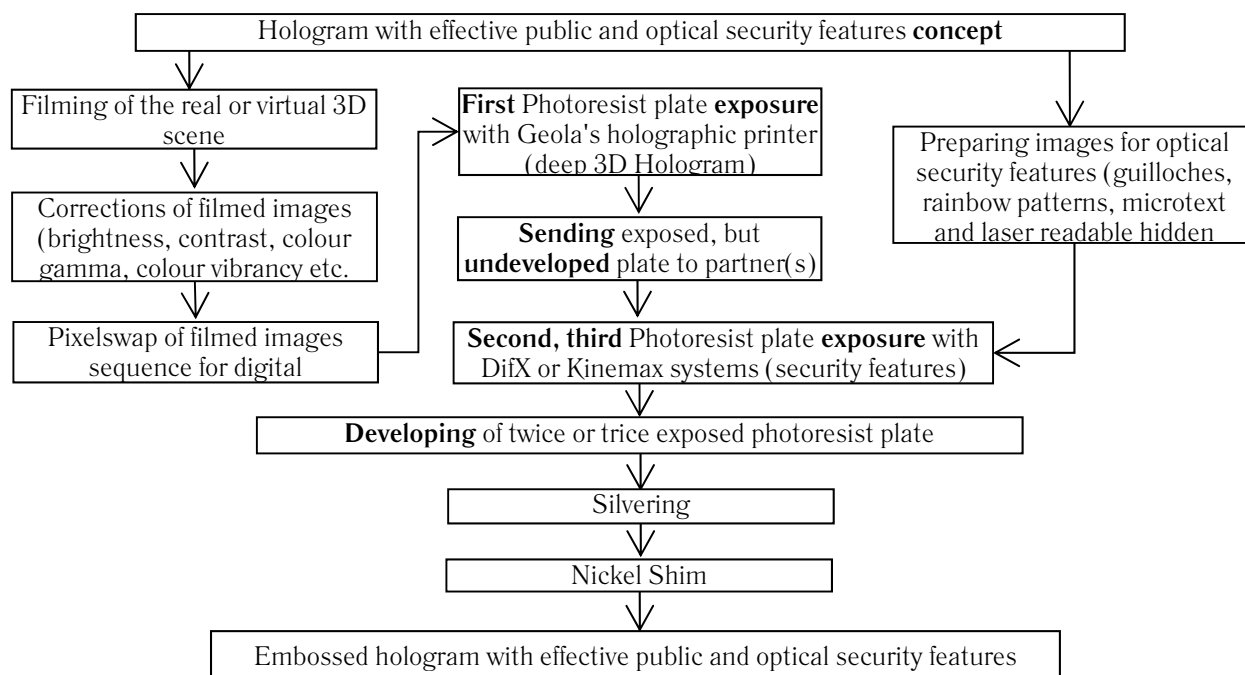 Hologram with effective public and optical security features concept
Filming of the real or virtual 3D
scene
Corrections of filmed images
(brightness, contrast, colour
gamma, colour vibrancy etc.
Pixelswap of filmed images
sequence for digital
First Photoresist plate exposure
with Geola's holographic printer
(deep 3D Hologram)
Sending exposed, but
undeveloped plate to partner(s)
Preparing images for optical
security features (guilloches,
rainbow patterns, microtext
and laser readable hidden
Second, third Photoresist plate exposure with
DifX or Kinemax systems (security features)
Developing of twice or trice exposed photoresist plate
Silvering
Nickel Shim
Embossed hologram with effective public and optical security features